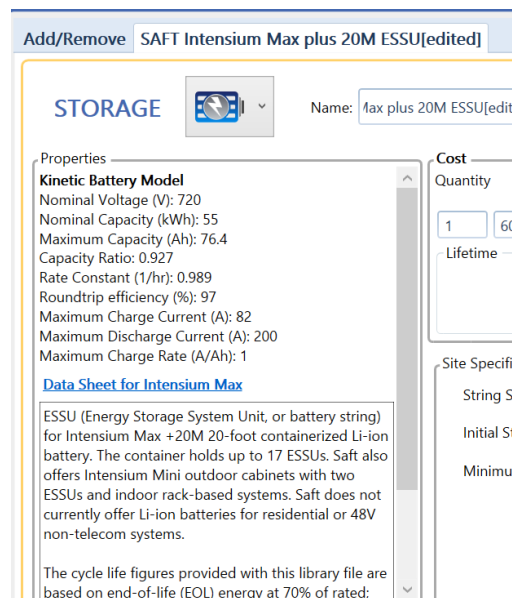 Add/Remove SAFT Intensium Max plus 20M ESSU[edited]
STORAGE
Name: Max plus 20M ESSU[edit
Properties
Kinetic Battery Model
Nominal Voltage (V): 720
Nominal Capacity (kWh): 55
Maximum Capacity (Ah): 76.4
Capacity Ratio: 0.927
Rate Constant (1/hr): 0.989
Roundtrip efficiency (%): 97
Maximum Charge Current (A): 82
Maximum Discharge Current (A): 200
Maximum Charge Rate (A/Ah): 1
Data Sheet for Intensium Max
ESSU (Energy Storage System Unit, or battery string)
for Intensium Max +20M 20-foot containerized Li-ion
battery. The container holds up to 17 ESSUs. Saft also
offers Intensium Mini outdoor cabinets with two
ESSUs and indoor rack-based systems. Saft does not
currently offer Li-ion batteries for residential or 48V
non-telecom systems.
The cycle life figures provided with this library file are
based on end-of-life (EOL) energy at 70% of rated;
Cost
Quantity
1 60
Lifetime
Site Specifi
String S
Initial St
Minimu